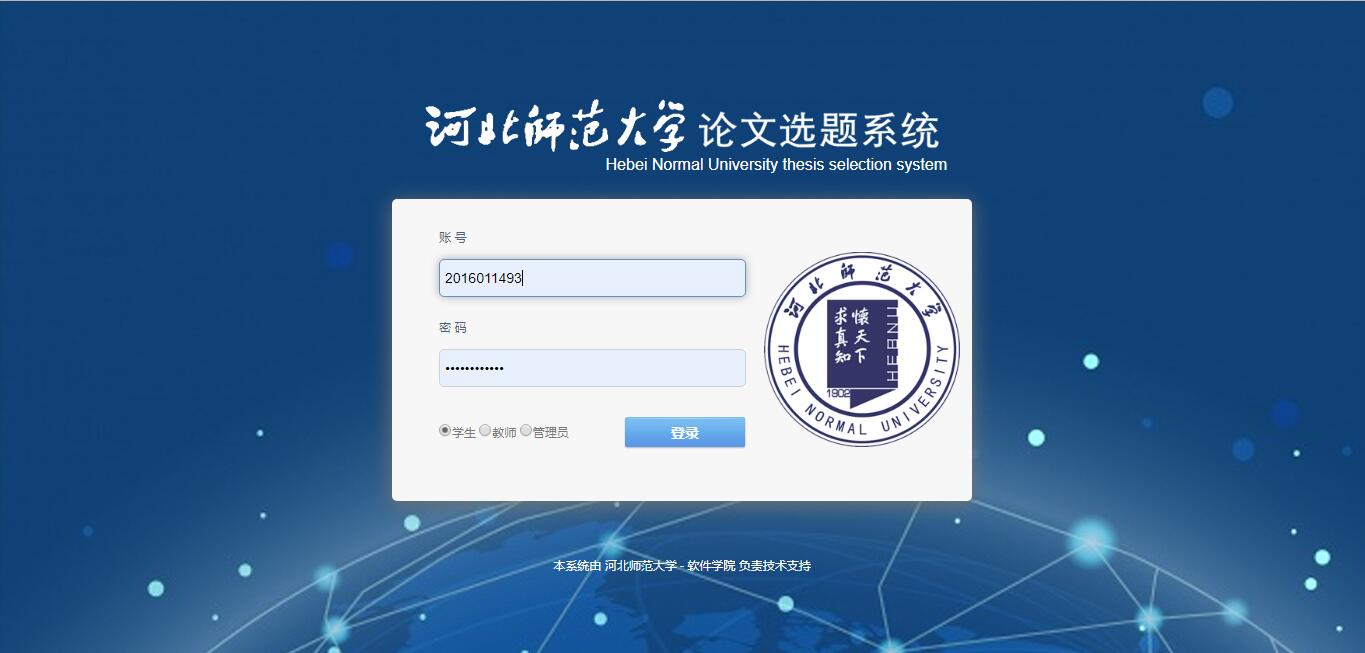 河北师范大学 论文选题系统
Hebei Normal University thesis selection system
账 号
2016011493
密 码
••••••••••••
学生 教师 管理员
登录
河北师范大学
懷天下
求真知
HEBNU
1902
HEBEI NORMAL UNIVERSITY
本系统由 河北师范大学 - 软件学院 负责技术支持